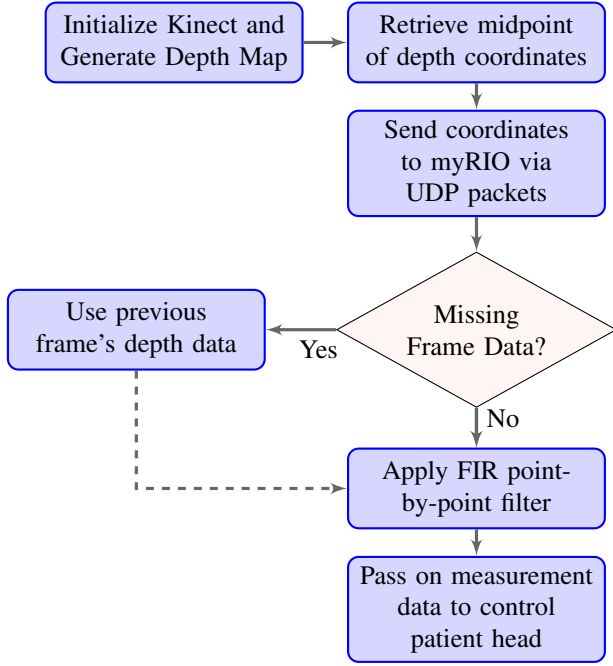 Initialize Kinect and
Generate Depth Map
Retrieve midpoint
of depth coordinates
Send coordinates
to myRIO via
UDP packets
Missing
Frame Data?
Yes
Use previous
frame's depth data
No
Apply FIR point-
by-point filter
Pass on measurement
data to control
patient head